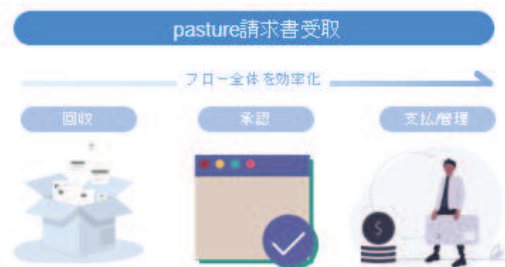 pasture請求書受取
フロー全体を効率化
回収
承認
支払/管理
$